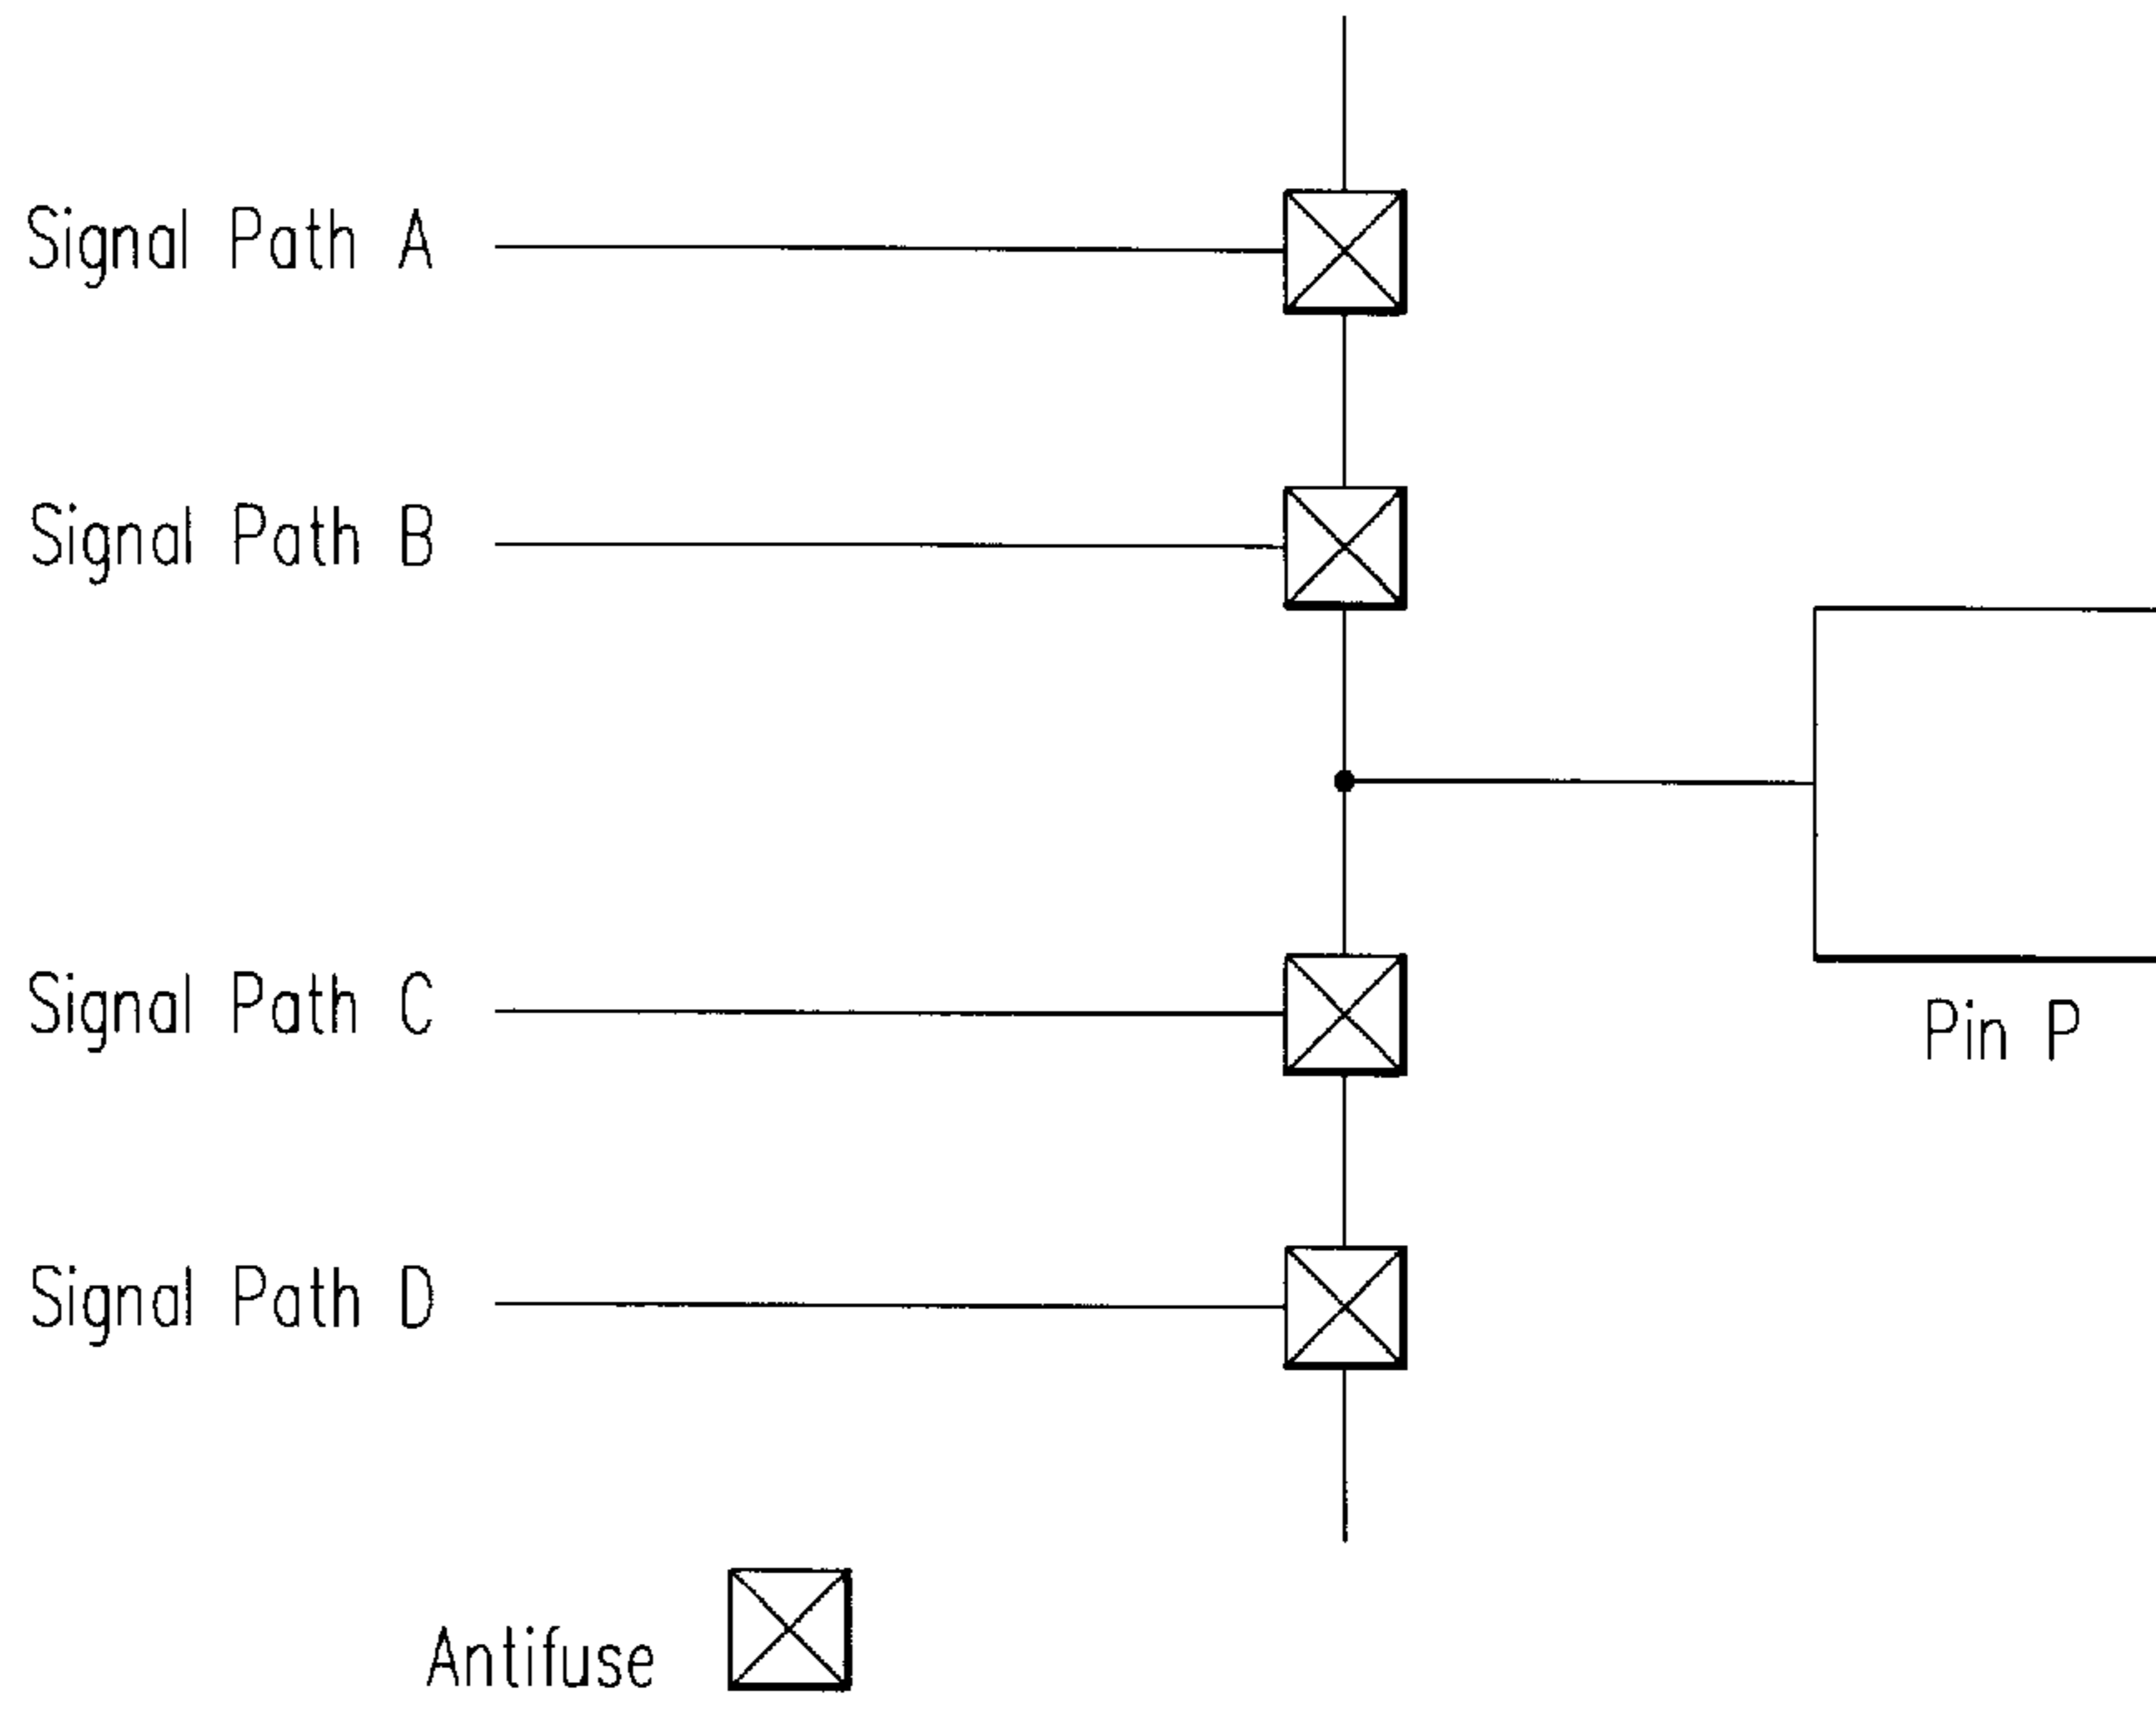 Signal Path A
Signal Path B
Signal Path C
Pin P
Signal Path D
Antifuse